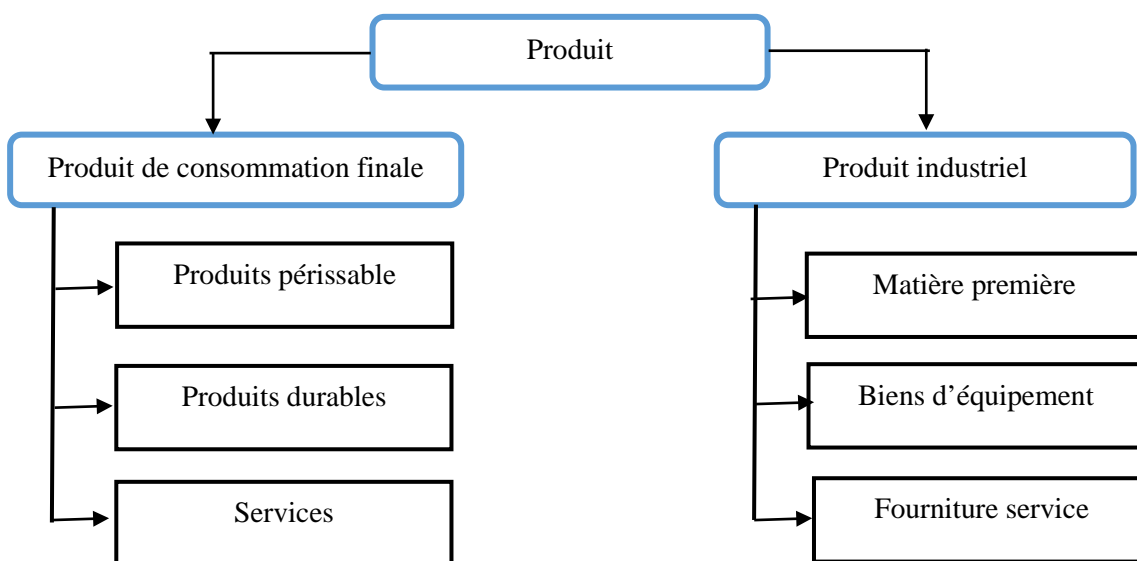 Produit
Produit de consommation finale
Produits périssable
Produits durables
Services
Produit industriel
Matière première
Biens d’équipement
Fourniture service